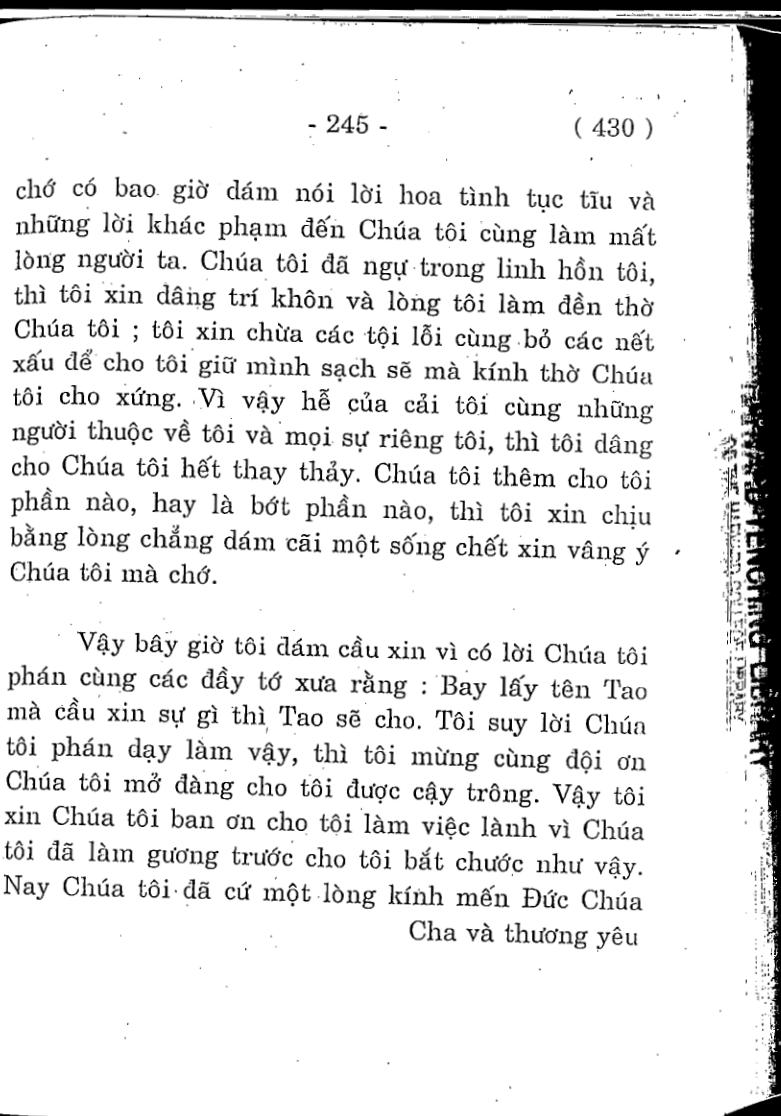 - 245 -
( 430 )
chớ có bao giờ dám nói lời hoa tình tục tĩu và
những lời khác phạm đến Chúa tôi cùng làm mất
lòng người ta. Chúa tôi đã ngự trong linh hồn tôi,
thì tôi xin dâng trí khôn và lòng tôi làm đền thờ
Chúa tôi ; tôi xin chừa các tội lỗi cùng bỏ các nết
xấu để cho tôi giữ mình sạch sẽ mà kính thờ Chúa
tôi cho xứng. Vì vậy hễ của cải tôi cùng những
người thuộc về tôi và mọi sự riêng tôi, thì tôi dâng
cho Chúa tôi hết thay thảy. Chúa tôi thêm cho tôi
phần nào, hay là bớt phần nào, thì tôi xin chịu
bằng lòng chẳng dám cãi một sống chết xin vâng ý
Chúa tôi mà chớ.
Vậy bây giờ tôi dám cầu xin vì có lời Chúa tôi
phán cùng các đầy tớ xưa rằng : Bay lấy tên Tao
mà cầu xin sự gì thì Tao sẽ cho. Tôi suy lời Chúa
tôi phán dạy làm vậy, thì tôi mừng cùng đội ơn
Chúa tôi mở đàng cho tôi được cậy trông. Vậy tôi
xin Chúa tôi ban ơn cho tôi làm việc lành vì Chúa
tôi đã làm gương trước cho tôi bắt chước như vậy.
Nay Chúa tôi đã cứ một lòng kính mến Đức Chúa
Cha và thương yêu